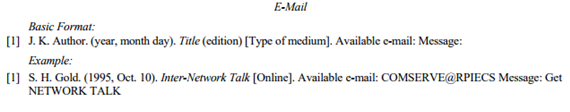 E-Mail
Basic Format:
[1] J. K. Author. (year, month day). Title (edition) [Type of medium]. Available e-mail: Message:
Example:
[1] S. H. Gold. (1995, Oct. 10). Inter-Network Talk [Online]. Available e-mail: COMSERVE@RPIECS Message: Get
NETWORK TALK